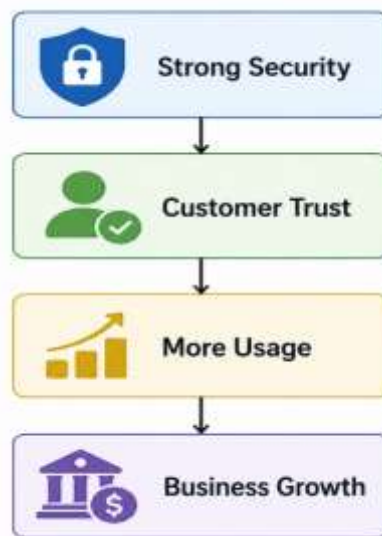 Strong Security
Customer Trust
More Usage
Business Growth
$